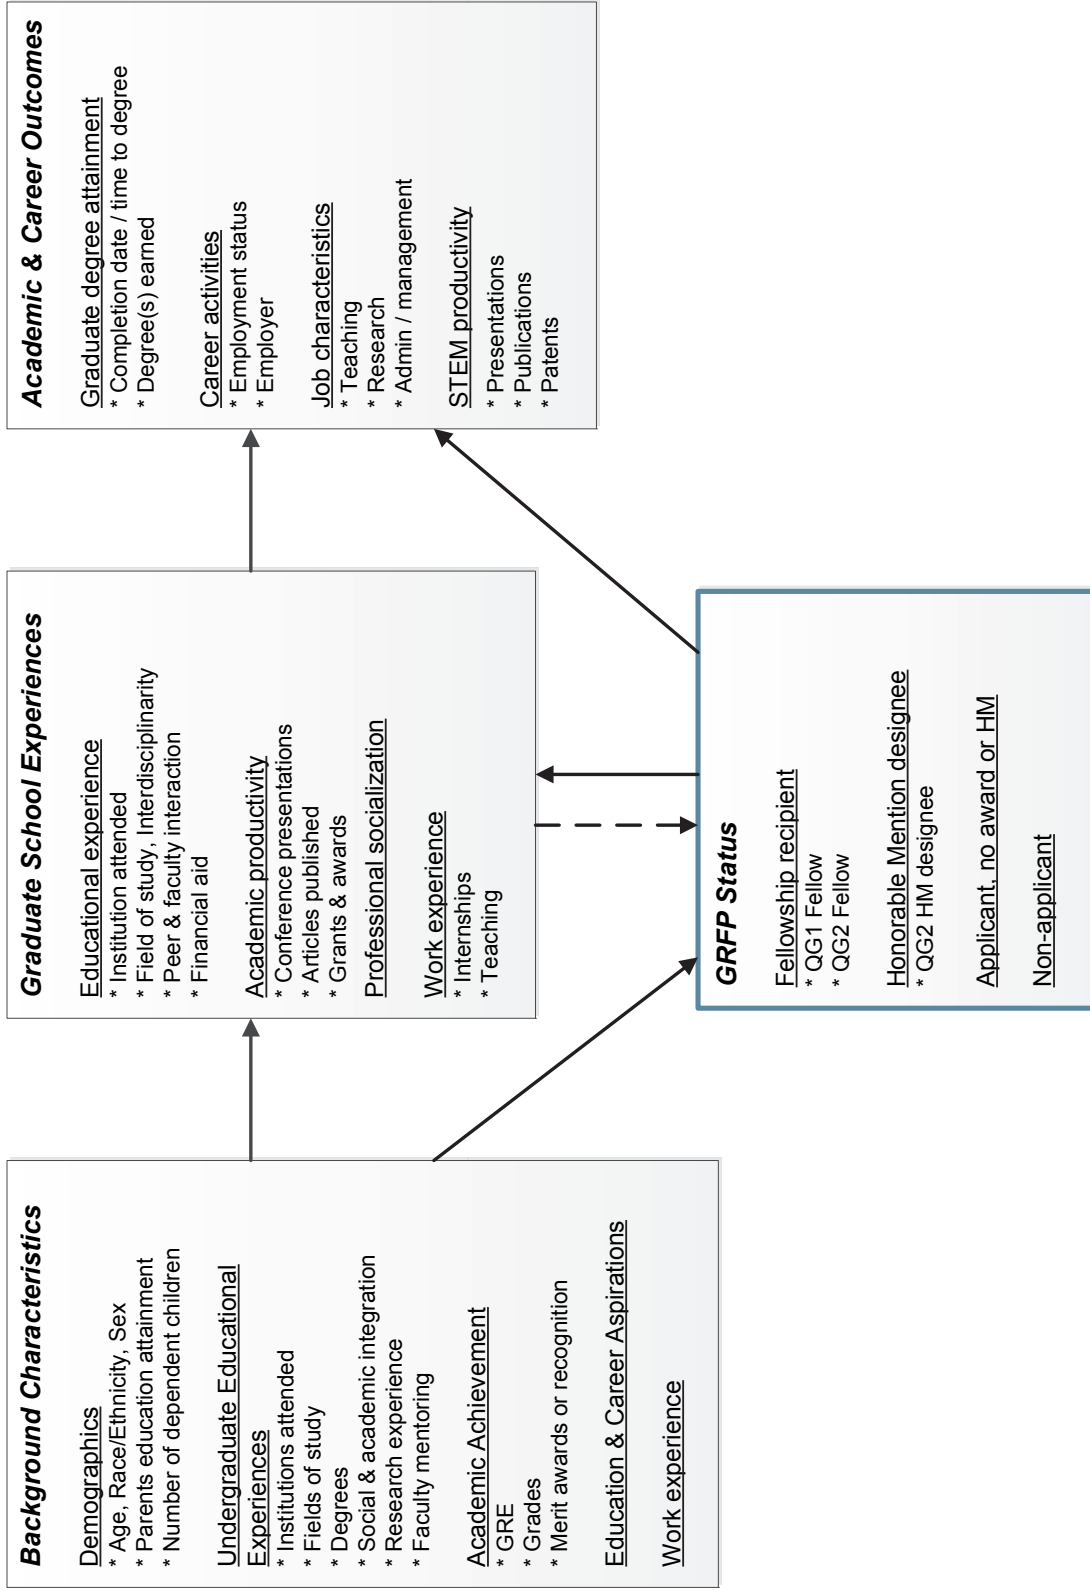 Background Characteristics
Demographics
* Age, Race/Ethnicity, Sex
* Parents education attainment
* Number of dependent children
Undergraduate Educational
Experiences
* Institutions attended
* Fields of study
* Degrees
* Social & academic integration
* Research experience
* Faculty mentoring
Academic Achievement
* GRE
* Grades
* Merit awards or recognition
Education & Career Aspirations
Work experience
Graduate School Experiences
Educational experience
* Institution attended
* Field of study, Interdisciplinarity
* Peer & faculty interaction
* Financial aid
Academic productivity
* Conference presentations
* Articles published
* Grants & awards
Professional socialization
Work experience
* Internships
* Teaching
Academic & Career Outcomes
Graduate degree attainment
* Completion date / time to degree
* Degree(s) earned
Career activities
* Employment status
* Employer
Job characteristics
* Teaching
* Research
* Admin / management
STEM productivity
* Presentations
* Publications
* Patents
GRFP Status
Fellowship recipient
* QG1 Fellow
* QG2 Fellow
Honorable Mention designee
* QG2 HM designee
Applicant, no award or HM
Non-applicant